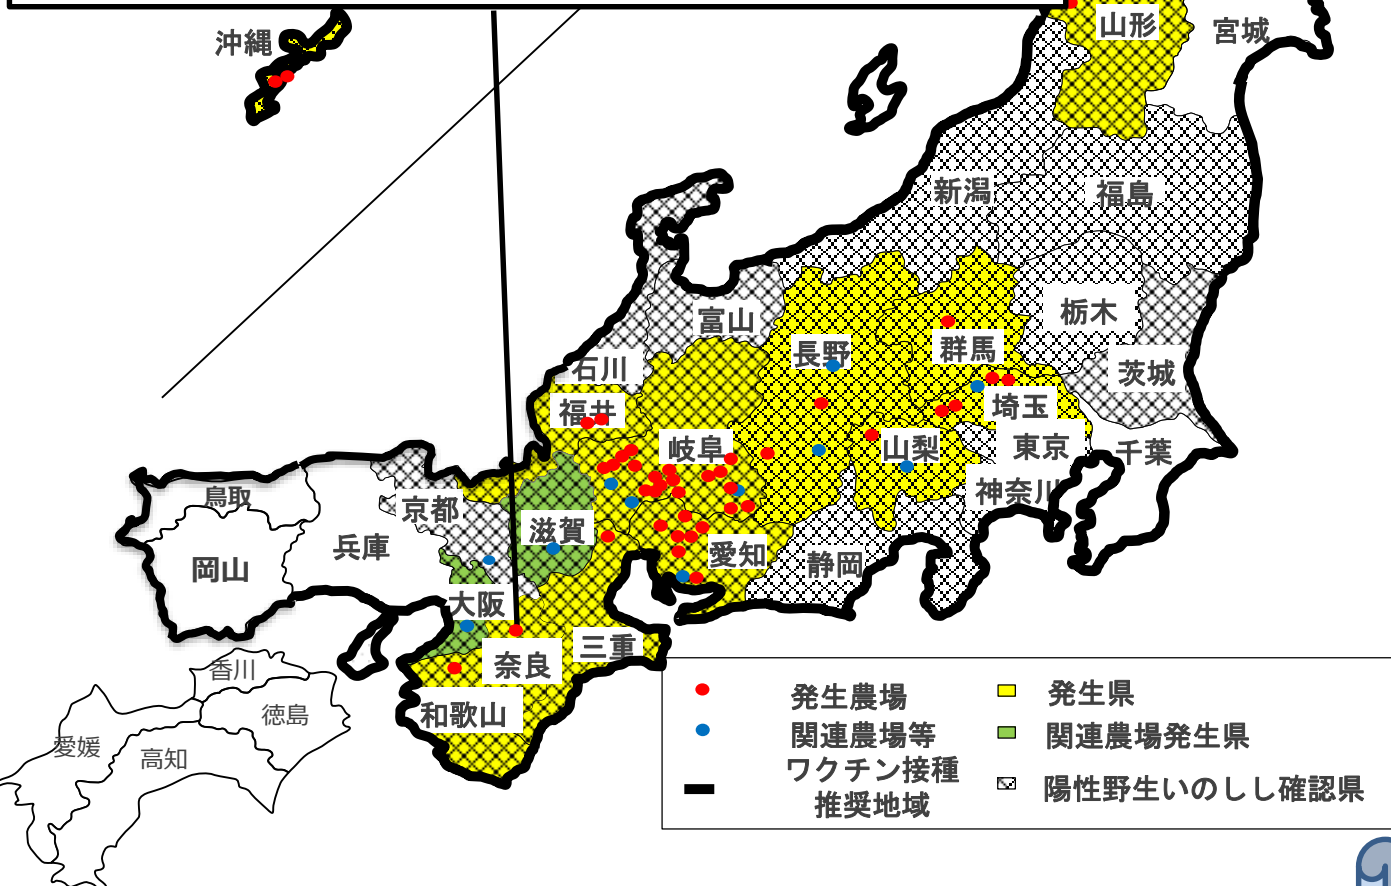 山形
宮城
沖縄
新潟
福島
富山
栃木
長野
群馬
石川
茨城
福井
埼玉
岐阜
山梨
東京
千葉
鳥取
京都
神奈川
滋賀
兵庫
愛知
岡山
静岡
大阪
三重
奈良
香川
和歌山
徳島
愛媛
高知
発生農場
発生県
関連農場等
関連農場発生県
ワクチン接種
推奨地域
陽性野生いのしし確認県